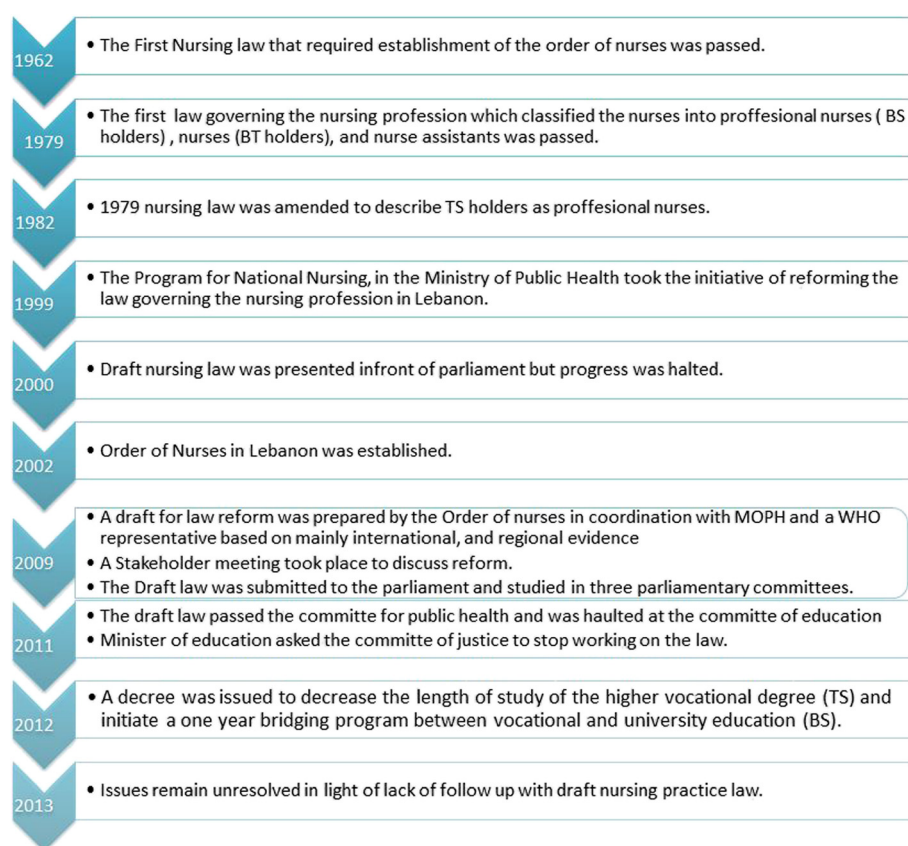 1962
• The First Nursing law that required establishment of the order of nurses was passed.
1979
• The first law governing the nursing profession which classified the nurses into proffesional nurses ( BS
holders) , nurses (BT holders), and nurse assistants was passed.
1982
• 1979 nursing law was amended to describe TS holders as proffesional nurses.
1999
• The Program for National Nursing, in the Ministry of Public Health took the initiative of reforming the
law governing the nursing profession in Lebanon.
2000
• Draft nursing law was presented infront of parliament but progress was halted.
2002
• Order of Nurses in Lebanon was established.
2009
• A draft for law reform was prepared by the Order of nurses in coordination with MOPH and a WHO
representative based on mainly international, and regional evidence
• A Stakeholder meeting took place to discuss reform.
• The Draft law was submitted to the parliament and studied in three parliamentary committees.
2011
• The draft law passed the committe for public health and was haulted at the committe of education
• Minister of education asked the committe of justice to stop working on the law.
2012
• A decree was issued to decrease the length of study of the higher vocational degree (TS) and
initiate a one year bridging program between vocational and university education (BS).
2013
• Issues remain unresolved in light of lack of follow up with draft nursing practice law.